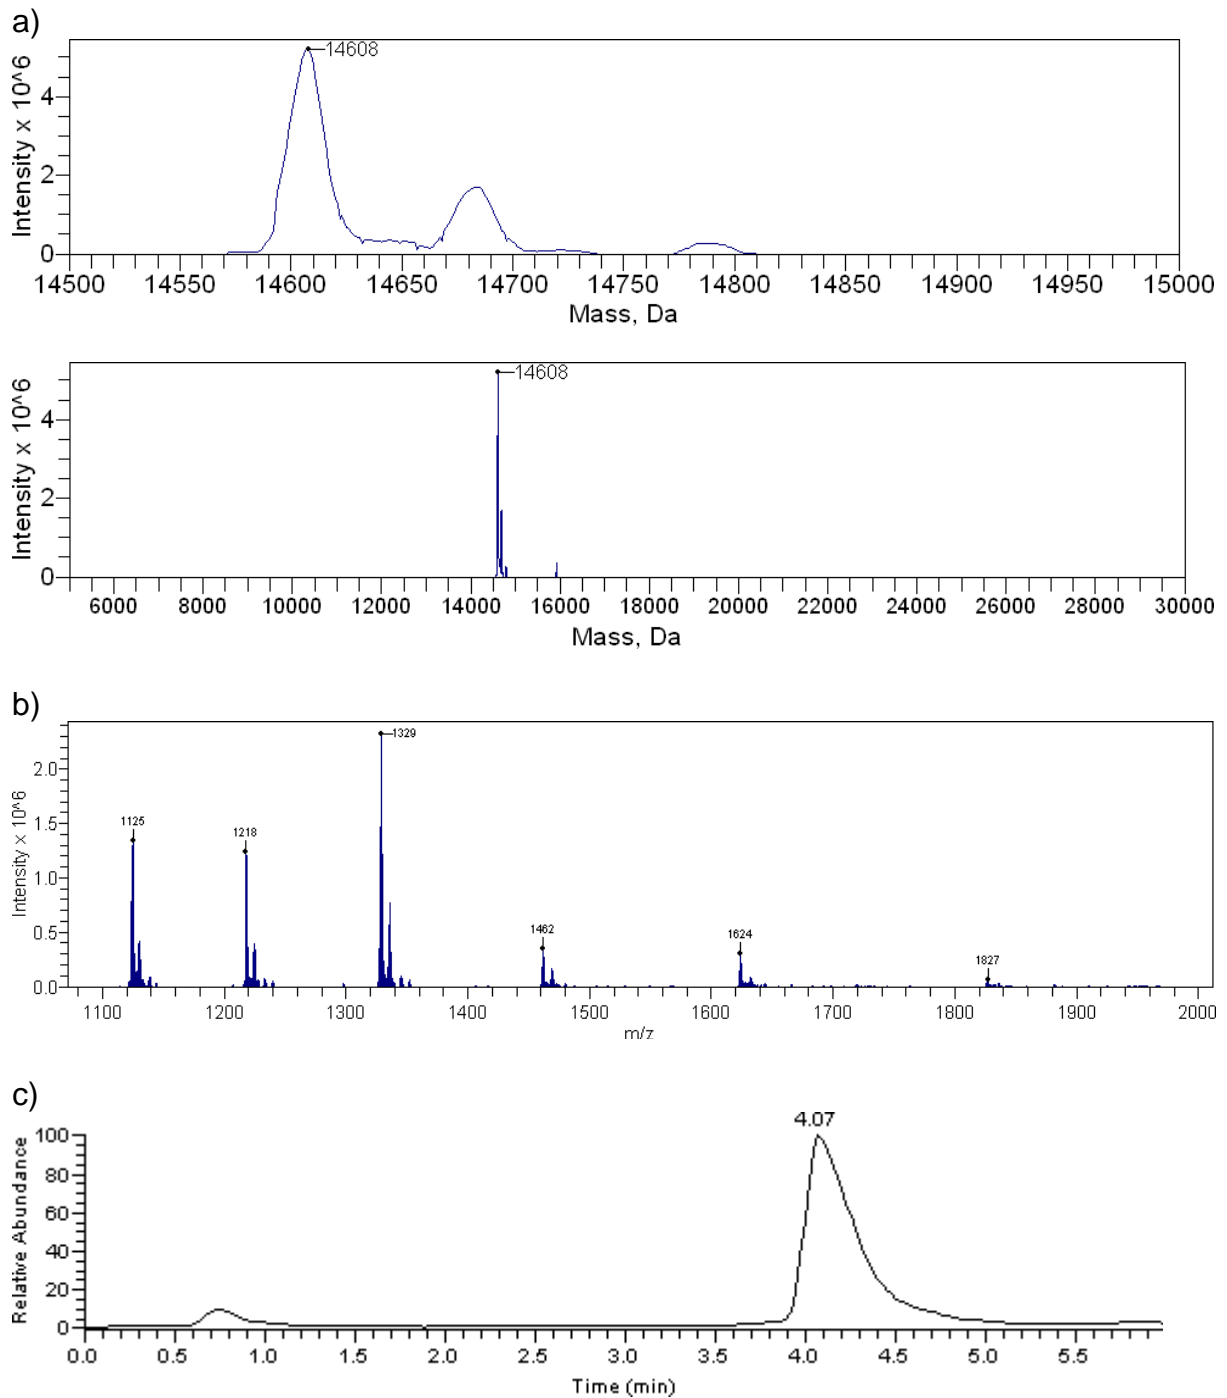 a)
14608
Intensity x 10^6
4
2
0
14500 14550 14600 14650 14700 14750 14800 14850 14900 14950 15000
Mass, Da
14608
Intensity x 10^6
4
2
0
6000 8000 10000 12000 14000 16000 18000 20000 22000 24000 26000 28000 30000
Mass, Da
b)
1329
1125
1218
1462
1624
1827
Intensity x 10^6
2.0
1.5
1.0
0.5
0.0
1100 1200 1300 1400 1500 1600 1700 1800 1900 2000
m/z
c)
4.07
Relative Abundance
100
80
60
40
20
0
0.0 0.5 1.0 1.5 2.0 2.5 3.0 3.5 4.0 4.5 5.0 5.5
Time (min)